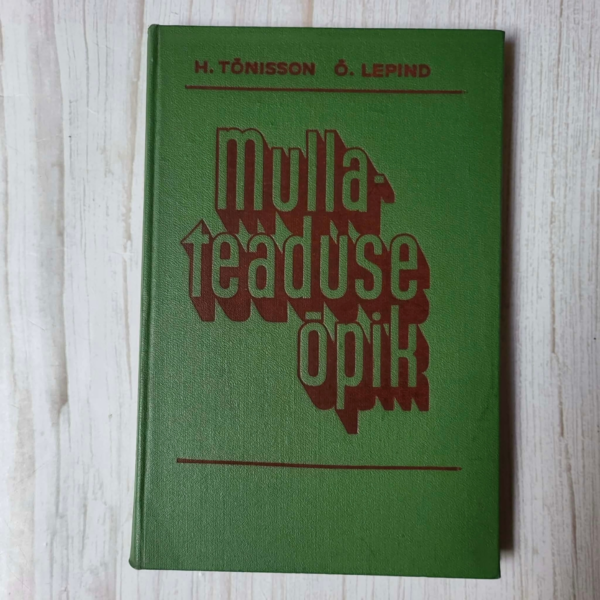 H. TÕNISSON Õ. LEPIND
Mulla-
teaduse
õpik